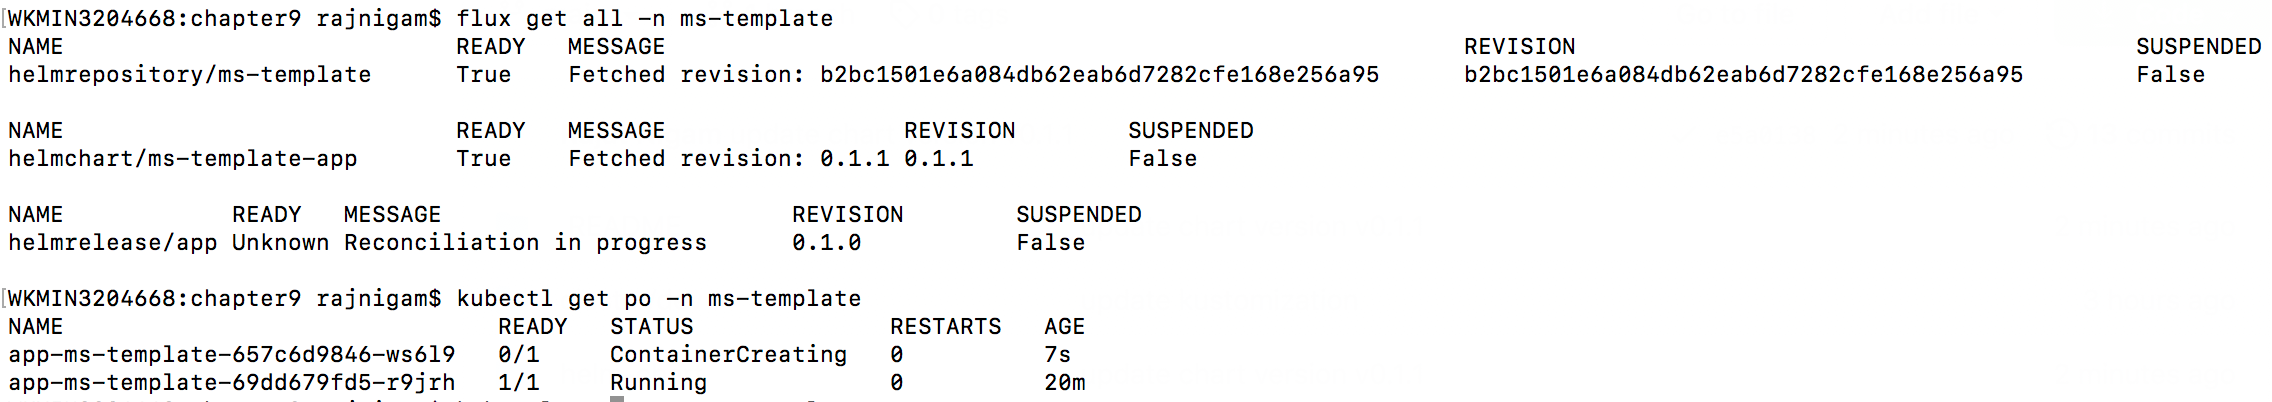 [WKMIN3204668:chapter9 rajnigam$ flux get all -n ms-template
NAME READY MESSAGE REVISION SUSPENDED
helmrepository/ms-template True Fetched revision: b2bc1501e6a084db62eab6d7282cfe168e256a95 b2bc1501e6a084db62eab6d7282cfe168e256a95 False
NAME READY MESSAGE REVISION SUSPENDED
helmchart/ms-template-app True Fetched revision: 0.1.1 0.1.1 False
NAME READY MESSAGE REVISION SUSPENDED
helmrelease/app Unknown Reconciliation in progress 0.1.0 False
[WKMIN3204668:chapter9 rajnigam$ kubectl get po -n ms-template
NAME READY STATUS RESTARTS AGE
app-ms-template-657c6d9846-ws6l9 0/1 ContainerCreating 0 7s
app-ms-template-69dd679fd5-r9jrh 1/1 Running 0 20m